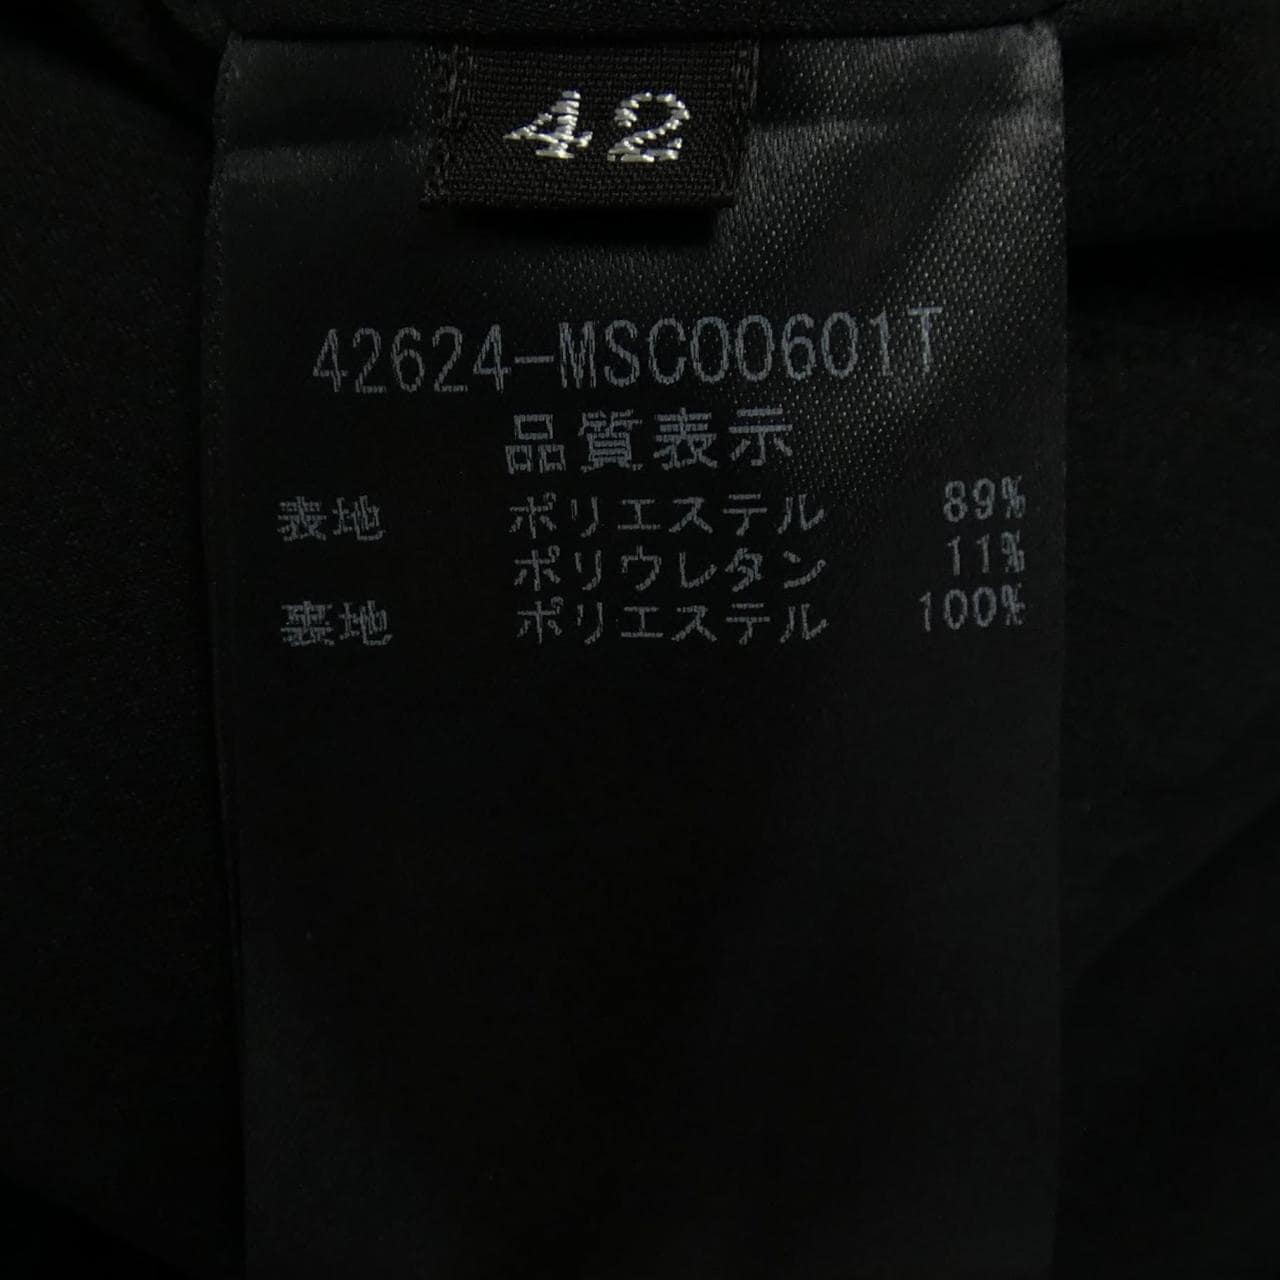 42
42624-MSC00601T
品質表示
表地 ポリエステル 89%
ポリウレタン 11%
裏地 ポリエステル 100%